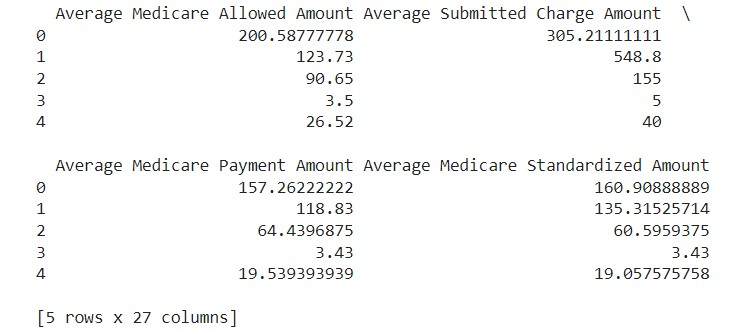 Average Medicare Allowed Amount Average Submitted Charge Amount \
0 200.58777778 305.21111111
1 123.73 548.8
2 90.65 155
3 3.5 5
4 26.52 40
Average Medicare Payment Amount Average Medicare Standardized Amount
0 157.26222222 160.90888889
1 118.83 135.31525714
2 64.4396875 60.5959375
3 3.43 3.43
4 19.539393939 19.057575758
[5 rows x 27 columns]